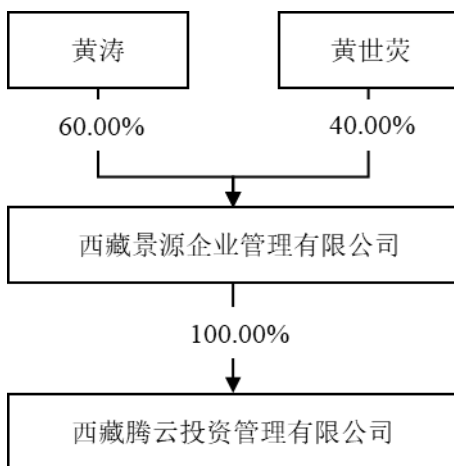 黄涛
黄世荧
60.00%
40.00%
西藏景源企业管理有限公司
100.00%
西藏腾云投资管理有限公司